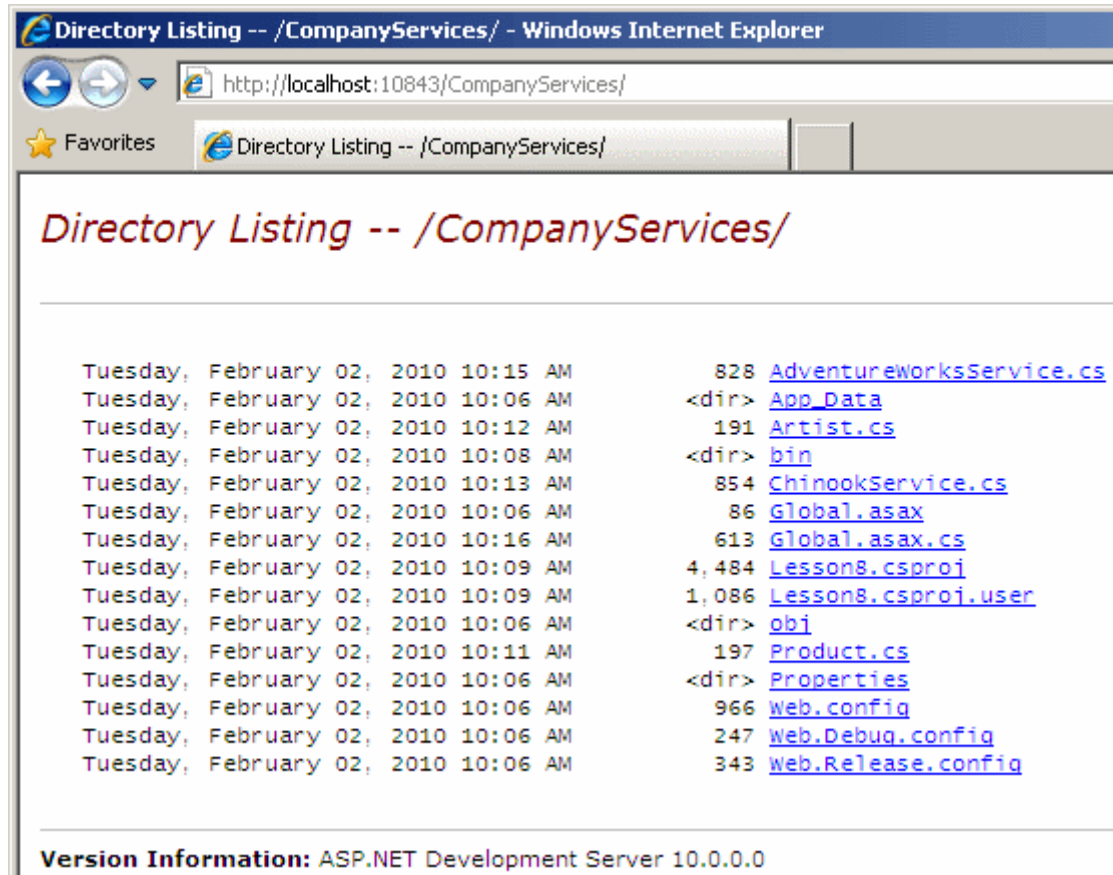 Directory Listing -- /CompanyServices/ - Windows Internet Explorer
http://localhost:10843/CompanyServices/
Favorites Directory Listing -- /CompanyServices/
Directory Listing -- /CompanyServices/
Tuesday, February 02, 2010 10:15 AM 828 AdventureWorksService.cs
Tuesday, February 02, 2010 10:06 AM <dir> App_Data
Tuesday, February 02, 2010 10:12 AM 191 Artist.cs
Tuesday, February 02, 2010 10:08 AM <dir> bin
Tuesday, February 02, 2010 10:13 AM 854 ChinookService.cs
Tuesday, February 02, 2010 10:06 AM 86 Global.asax
Tuesday, February 02, 2010 10:16 AM 613 Global.asax.cs
Tuesday, February 02, 2010 10:09 AM 4,484 Lesson8.csproj
Tuesday, February 02, 2010 10:09 AM 1,086 Lesson8.csproj.user
Tuesday, February 02, 2010 10:06 AM <dir> obj
Tuesday, February 02, 2010 10:11 AM 197 Product.cs
Tuesday, February 02, 2010 10:06 AM <dir> Properties
Tuesday, February 02, 2010 10:06 AM 966 Web.config
Tuesday, February 02, 2010 10:06 AM 247 Web.Debug.config
Tuesday, February 02, 2010 10:06 AM 343 Web.Release.config
Version Information: ASP.NET Development Server 10.0.0.0